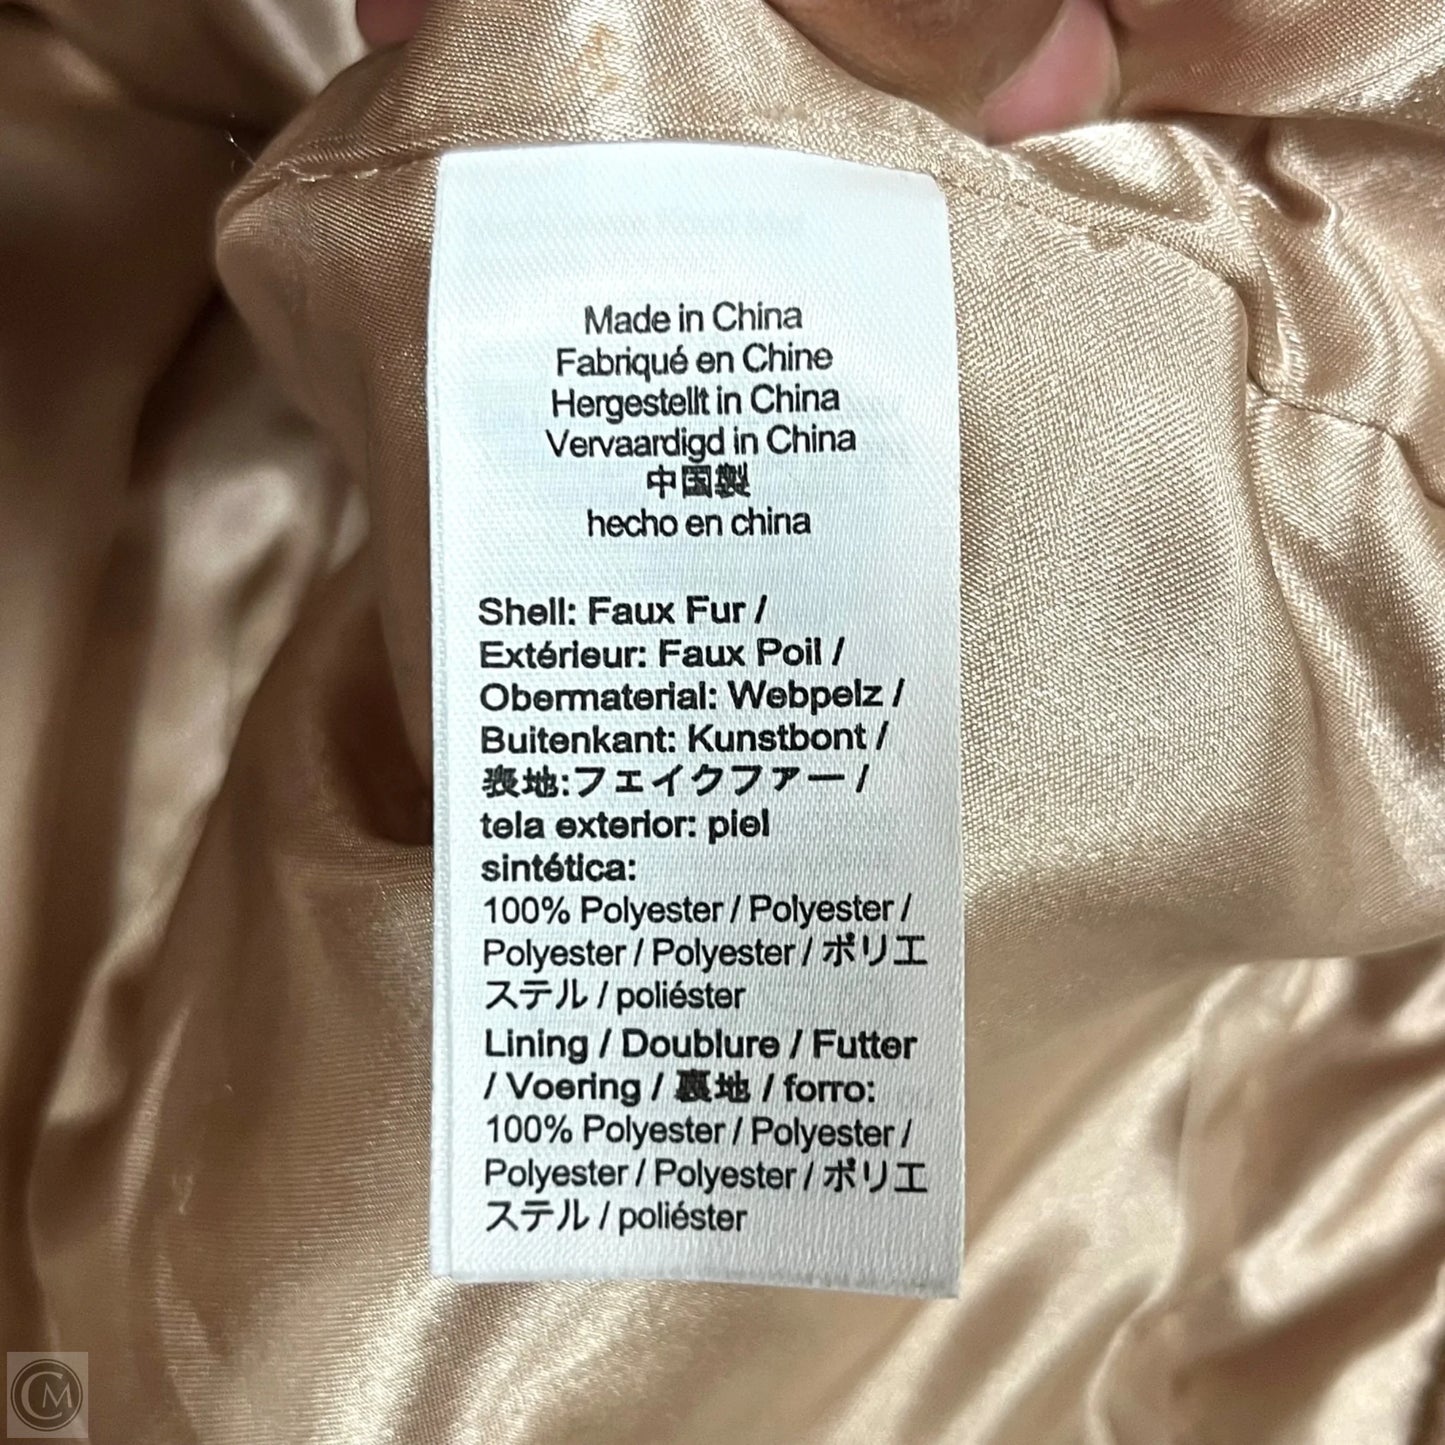 Made in China
Fabriqué en Chine
Hergestellt in China
Vervaardigd in China
中国製
hecho en china
Shell: Faux Fur /
Extérieur: Faux Poil /
Obermaterial: Webpelz /
Buitenkant: Kunstbont /
表地:フェイクファー /
tela exterior: piel
sintética:
100% Polyester / Polyester /
Polyester / Polyester / ポリエ
ステル / poliéster
Lining / Doublure / Futter
/ Voering / 裏地 / forro:
100% Polyester / Polyester /
Polyester / Polyester / ポリエ
ステル / poliéster
CM